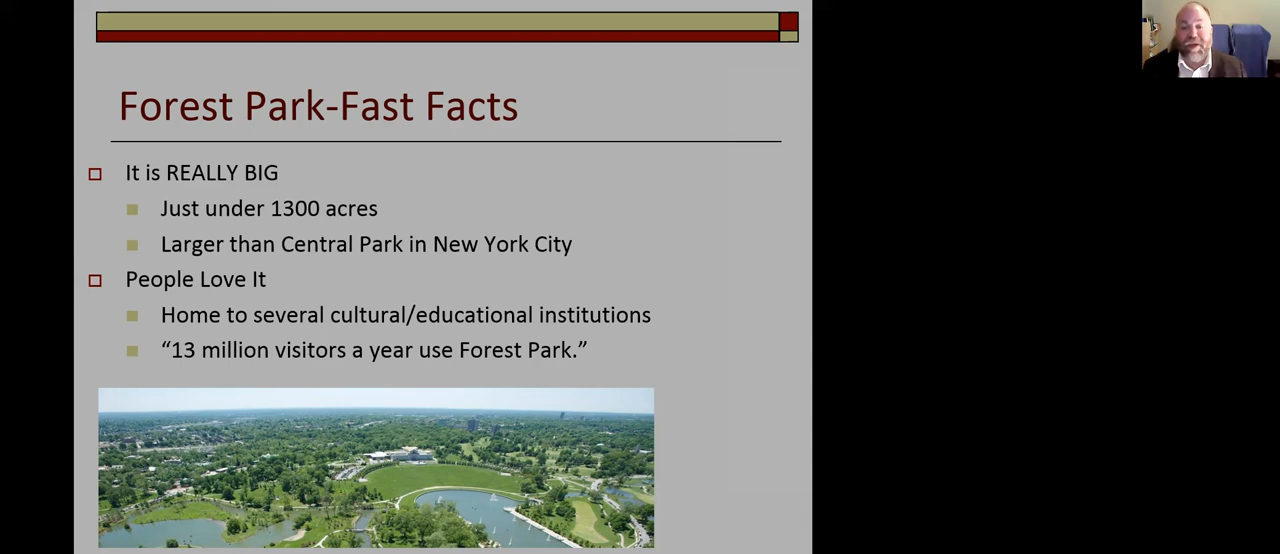 Forest Park-Fast Facts
It is REALLY BIG
Just under 1300 acres
Larger than Central Park in New York City
People Love It
Home to several cultural/educational institutions
“13 million visitors a year use Forest Park.”